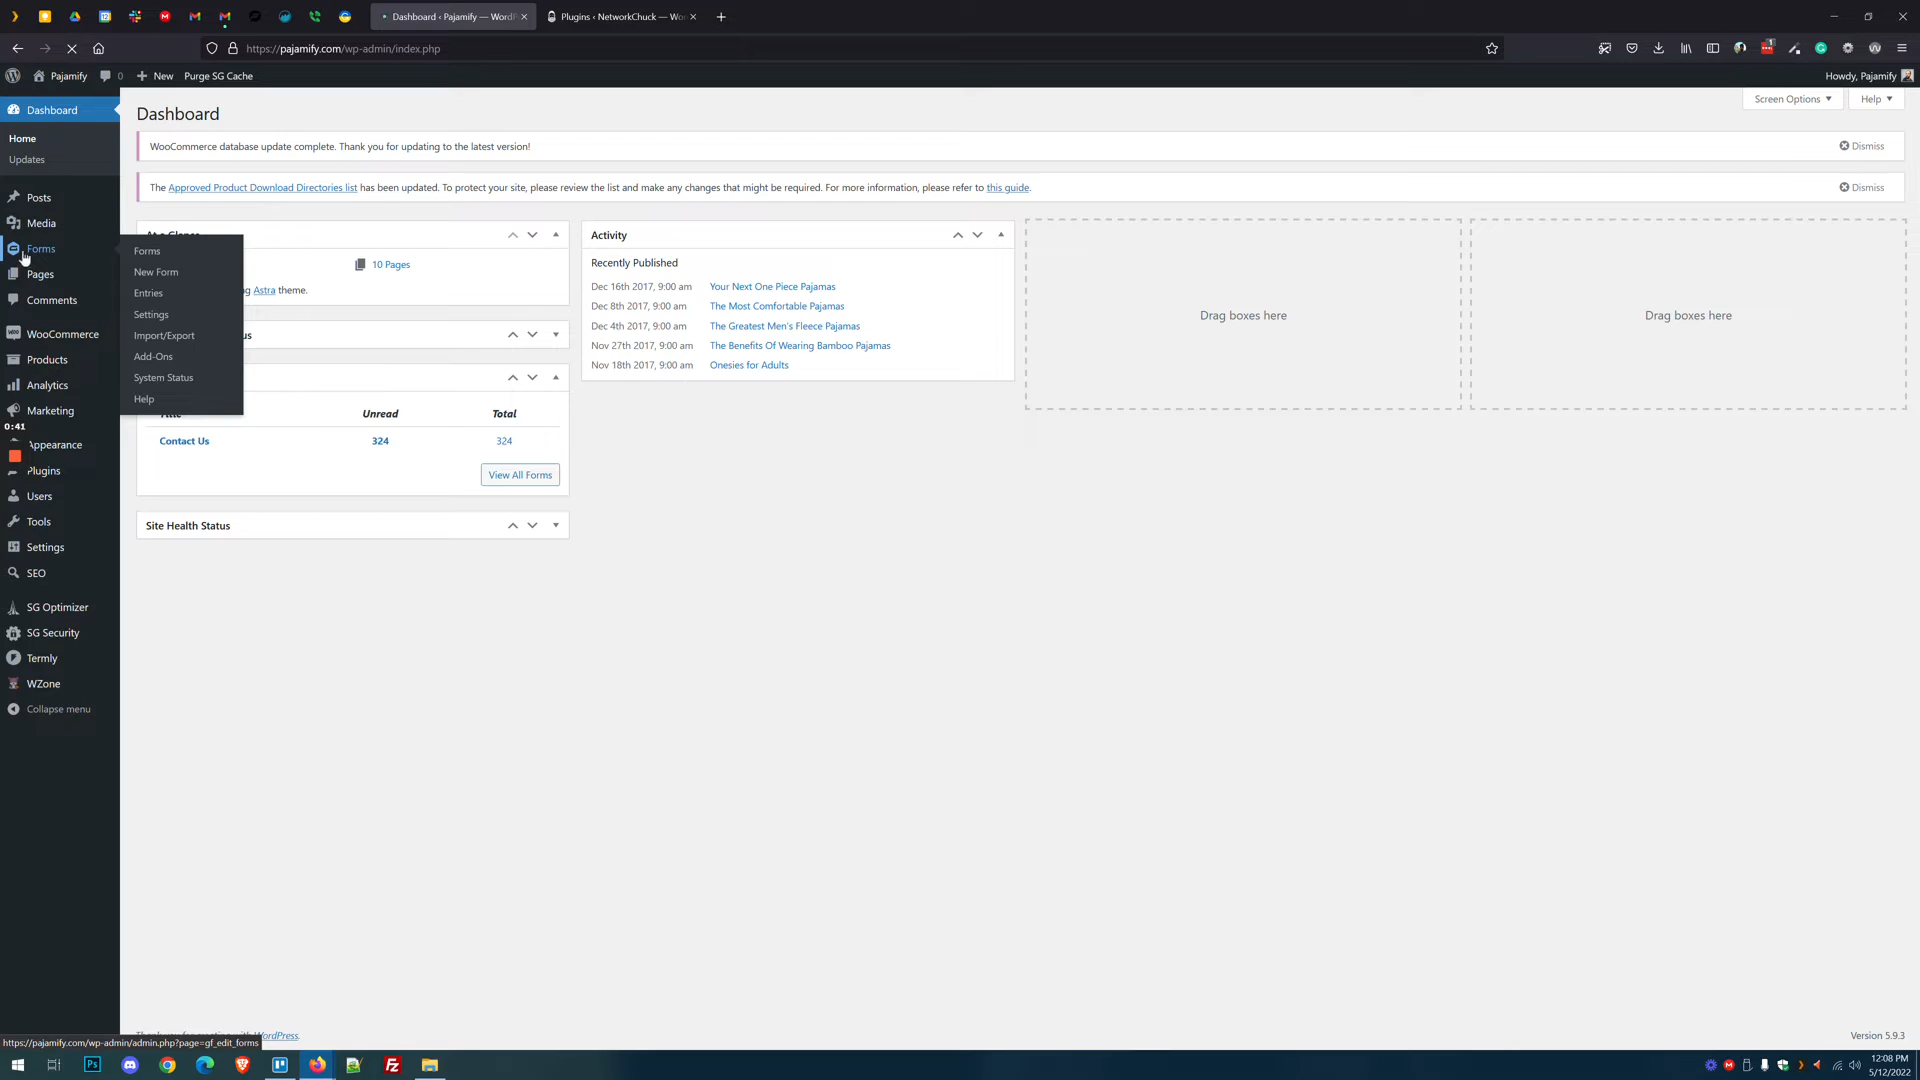 Dashboard ‹ Pajamify — WordP
Plugins ‹ NetworkChuck — Wo
https://pajamify.com/wp-admin/index.php
Pajamify
0
New
Purge SG Cache
Howdy, Pajamify
Dashboard
Home
Updates
Posts
Media
Forms
Pages
Comments
WooCommerce
Products
Analytics
Marketing
0:41
Appearance
Plugins
Users
Tools
Settings
SEO
SG Optimizer
SG Security
Termly
WZone
Collapse menu
Forms
New Form
Entries
Settings
Import/Export
Add-Ons
System Status
Help
Dashboard
Screen Options
Help
WooCommerce database update complete. Thank you for updating to the latest version!
Dismiss
The Approved Product Download Directories list has been updated. To protect your site, please review the list and make any changes that might be required. For more information, please refer to this guide.
Dismiss
10 Pages
Astra theme.
Unread
Total
Contact Us
324
324
View All Forms
Site Health Status
Activity
Recently Published
Dec 16th 2017, 9:00 am Your Next One Piece Pajamas
Dec 8th 2017, 9:00 am The Most Comfortable Pajamas
Dec 4th 2017, 9:00 am The Greatest Men's Fleece Pajamas
Nov 27th 2017, 9:00 am The Benefits Of Wearing Bamboo Pajamas
Nov 18th 2017, 9:00 am Onesies for Adults
Drag boxes here
Drag boxes here
WordPress.
Version 5.9.3
https://pajamify.com/wp-admin/admin.php?page=gf_edit_forms
12:08 PM
5/12/2022